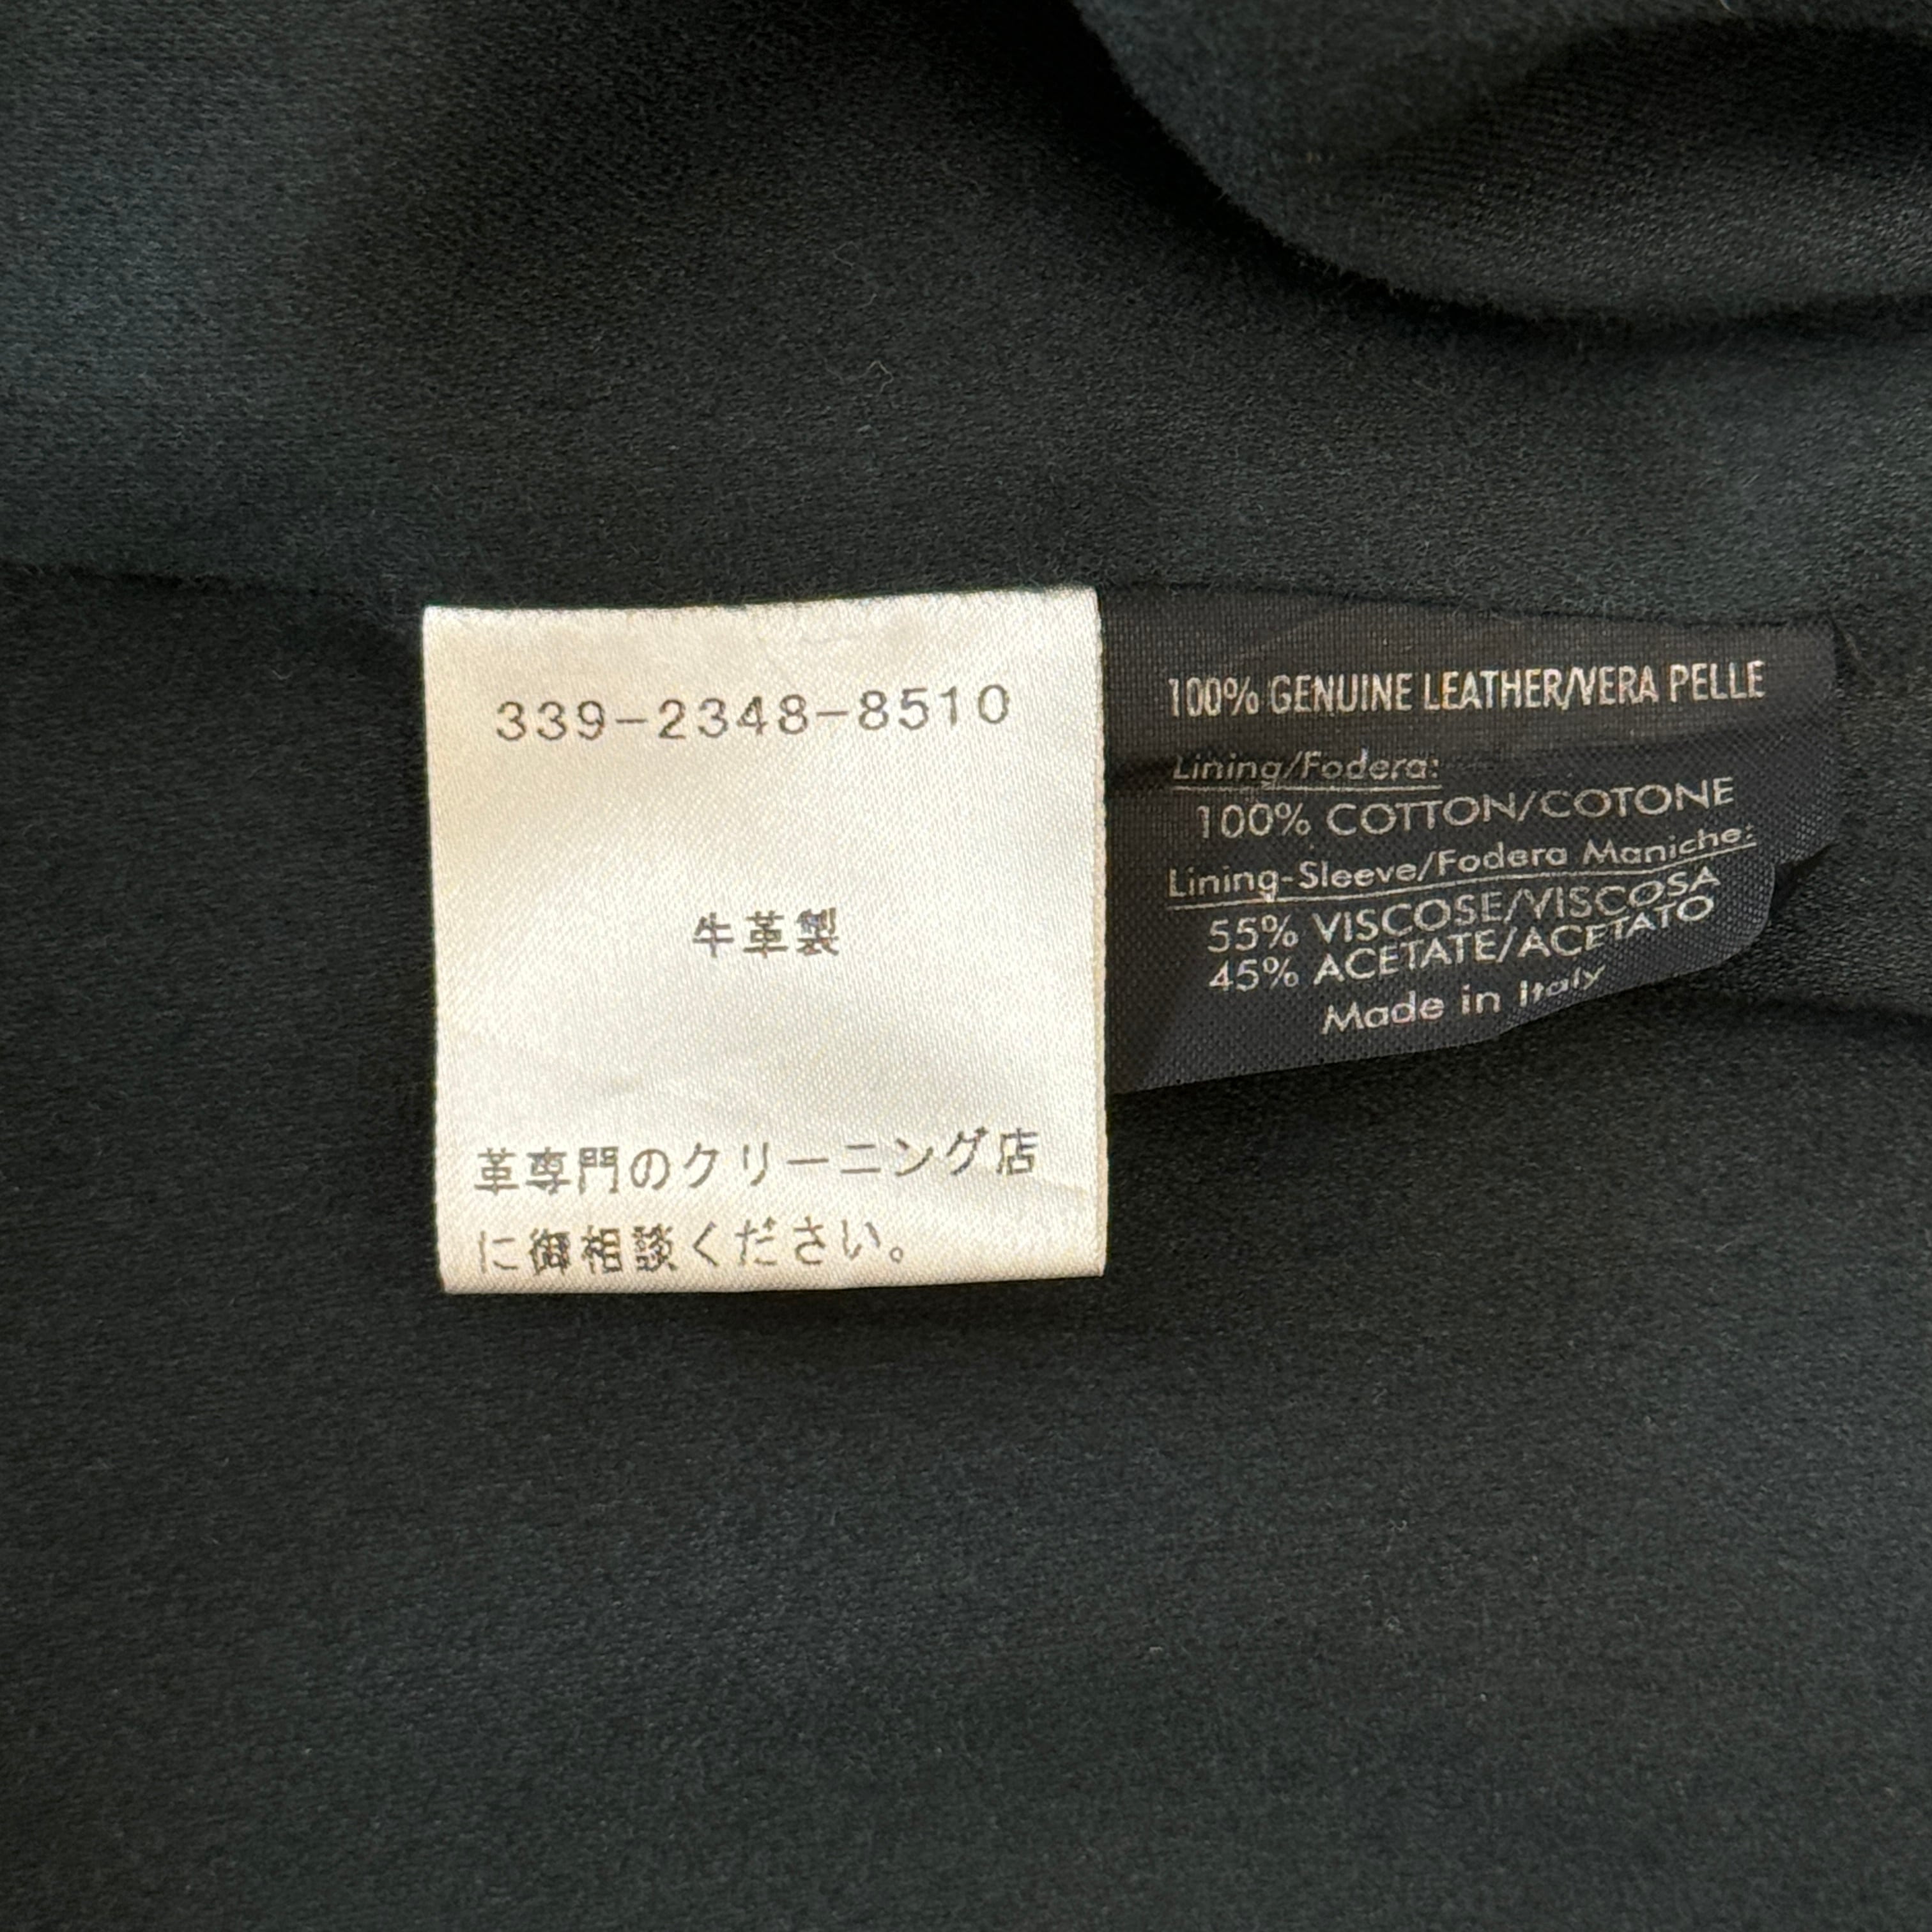 339-2348-8510
牛革製
革専門のクリーニング店
に御相談ください。
100% GENUINE LEATHER/VERA PELLE
Lining/Fodera:
100% COTTON/COTONE
Lining-Sleeve/Fodera Maniche:
55% VISCOSE/VISCOSA
45% ACETATE/ACETATO
Made in Italy